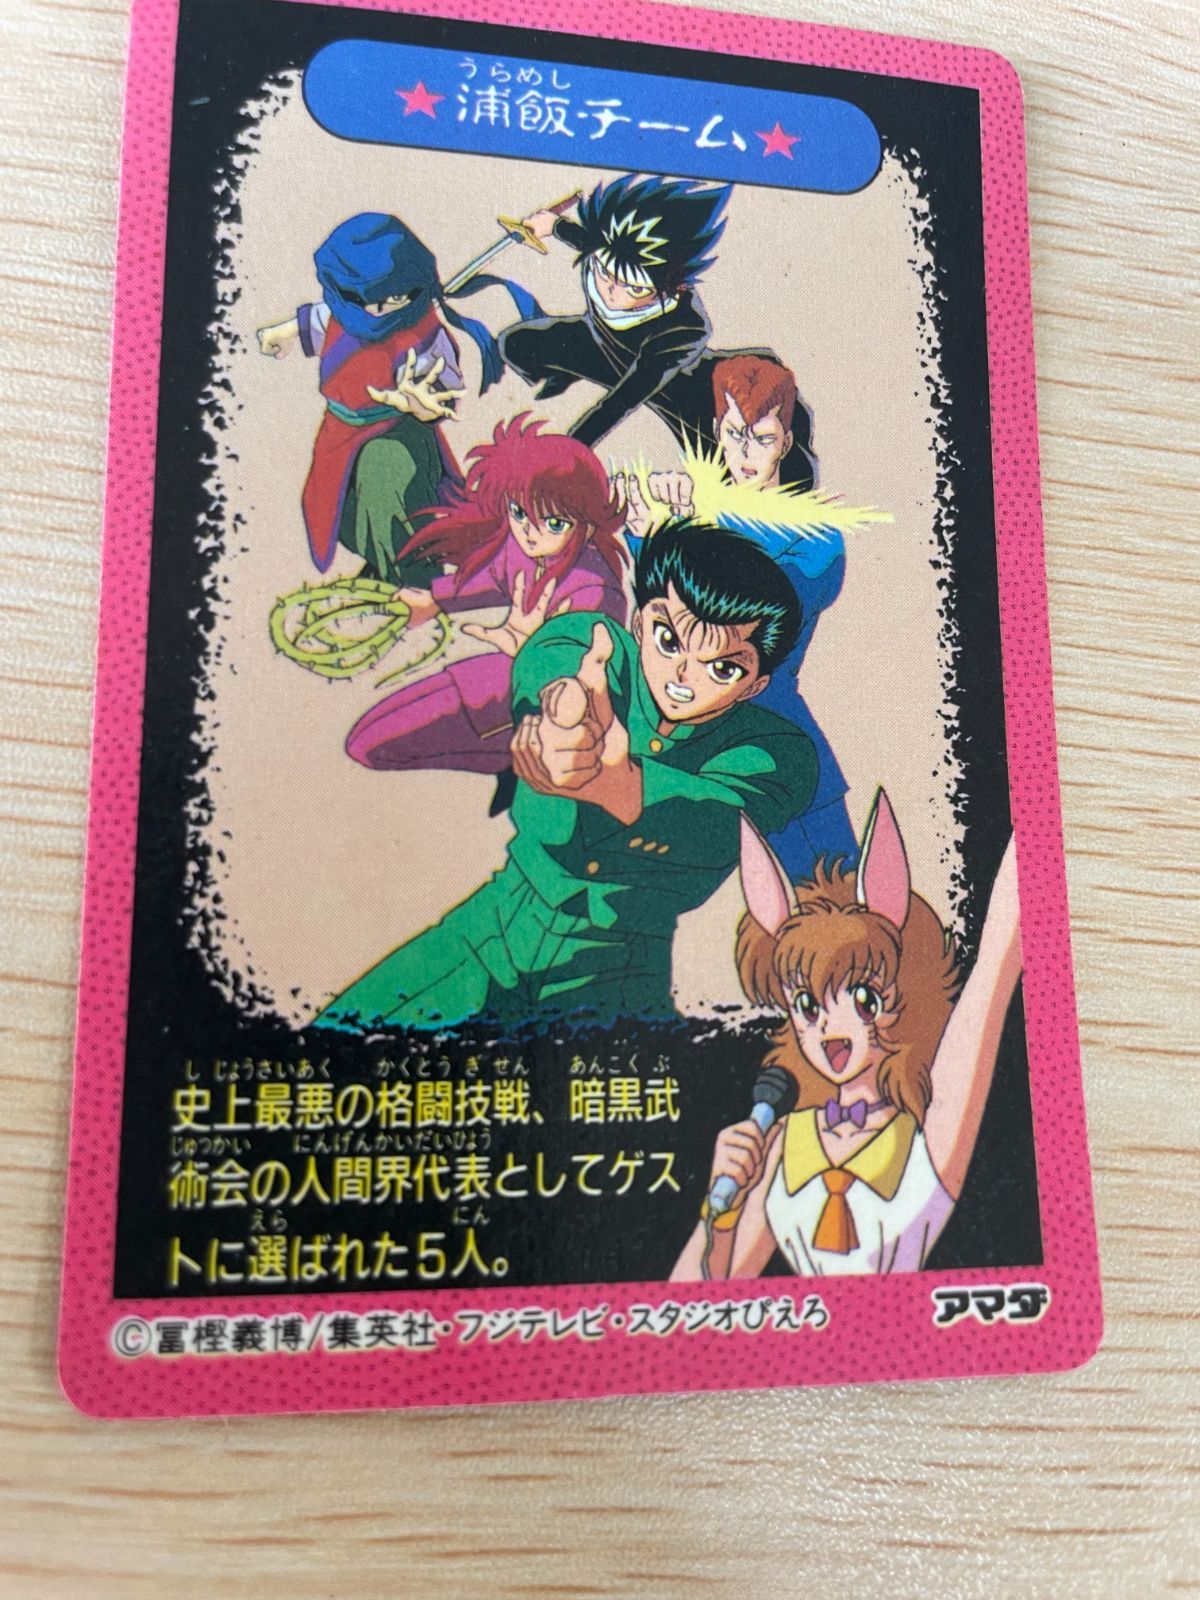 うらめし
★浦飯チーム★
しじょうさいあく かくとうぎせん あんこくぶ
史上最悪の格闘技戦、暗黒武
じゅつかい にんげんかいだいひょう
術会の人間界代表としてゲス
えら にん
トに選ばれた5人。
©冨樫義博/集英社・フジテレビ・スタジオぴえろ
アマダ